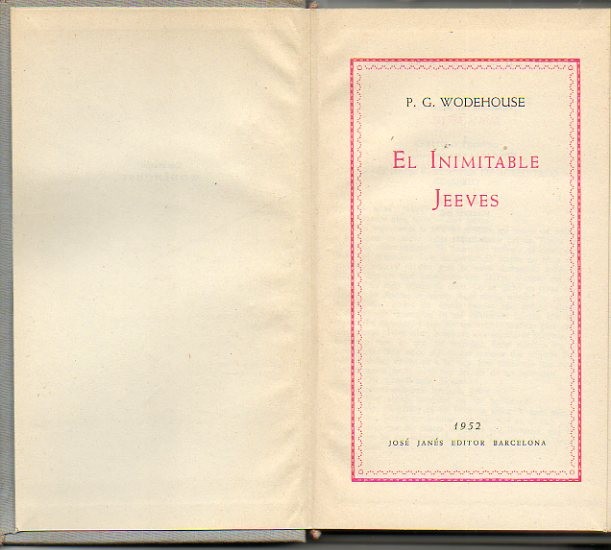 P. G. WODEHOUSE
EL INIMITABLE
JEEVES
1952
JOSÉ JANÉS EDITOR BARCELONA